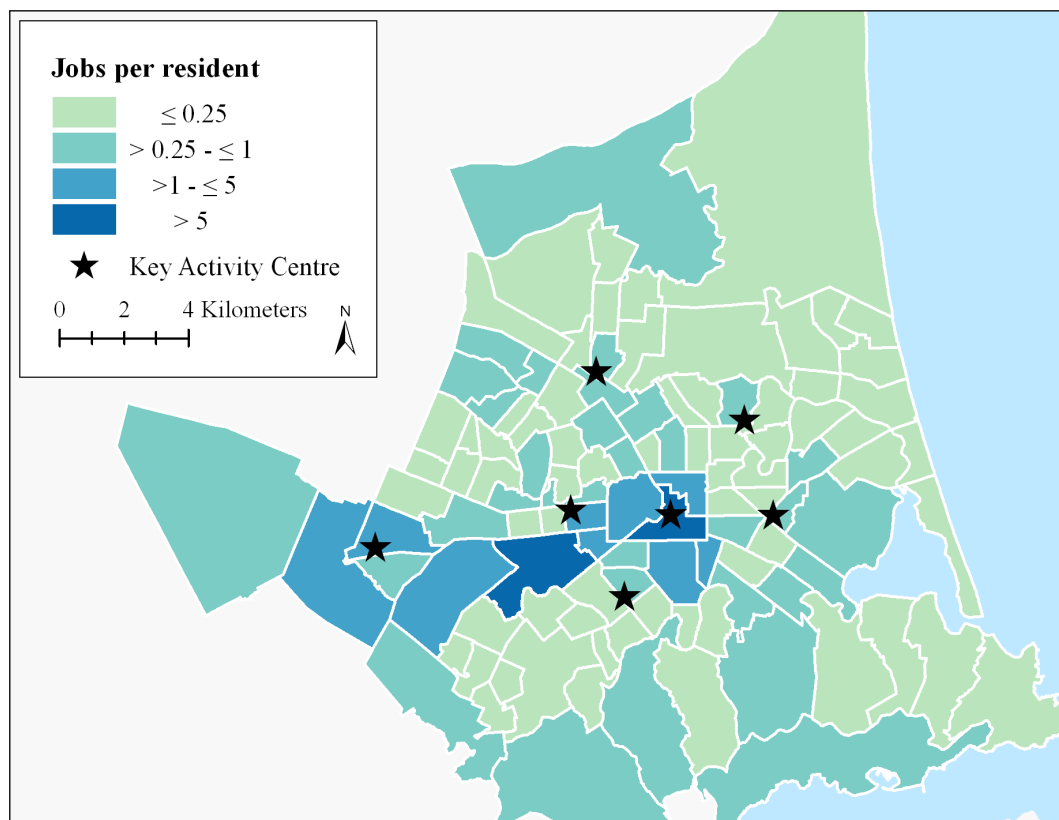 Jobs per resident
≤ 0.25
> 0.25 - ≤ 1
>1 - ≤ 5
> 5
Key Activity Centre
0 2 4 Kilometers
N